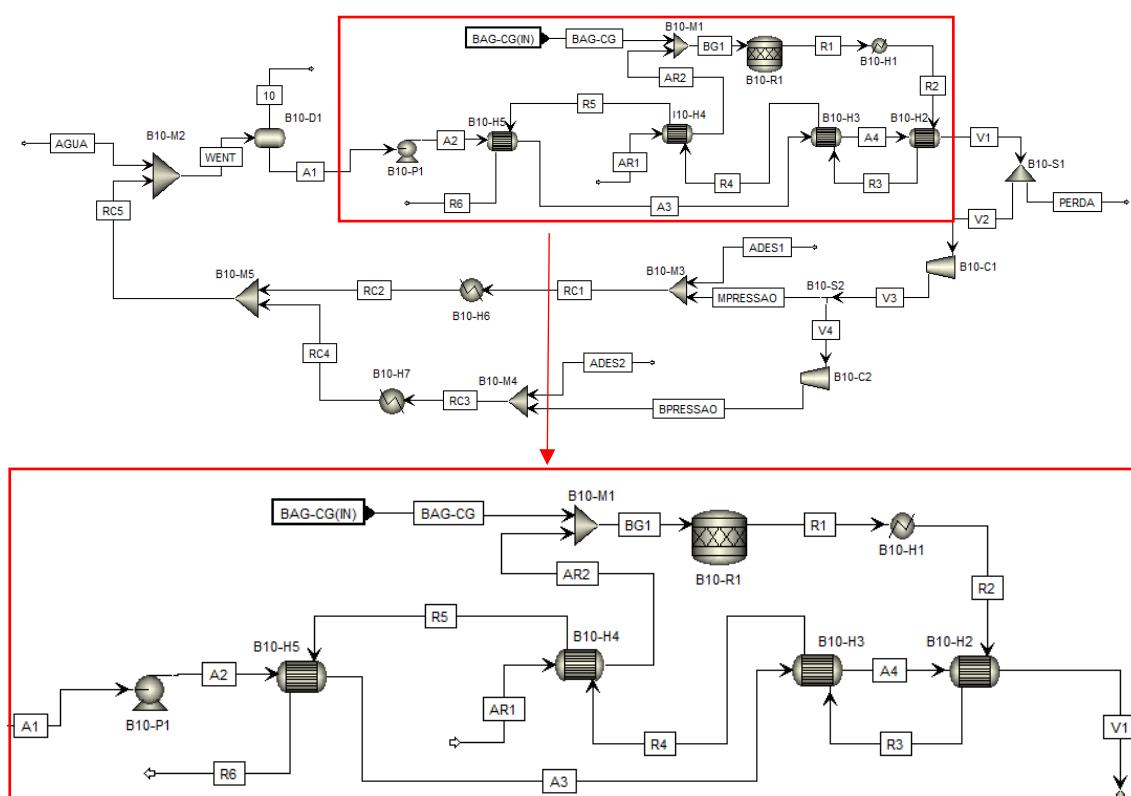 B10-M1
BAG-CG(IN)
BAG-CG
BG1
R1
B10-H1
B10-R1
AR2
R2
10
B10-D1
R5
B10-H5
I10-H4
B10-H3
B10-H2
AGUA
B10-M2
A2
A4
V1
WENT
AR1
B10-S1
B10-P1
A1
R4
R3
RC5
R6
A3
PERDA
V2
ADES1
B10-C1
B10-M5
B10-M3
RC2
RC1
MPRESSAO
B10-S2
V3
B10-H6
V4
RC4
ADES2
B10-H7
B10-M4
B10-C2
RC3
BPRESSAO
B10-M1
BAG-CG(IN)
BAG-CG
BG1
R1
B10-H1
B10-R1
AR2
R2
R5
B10-H4
B10-H5
B10-H3
B10-H2
A2
A4
B10-P1
AR1
A1
V1
R4
R3
R6
A3